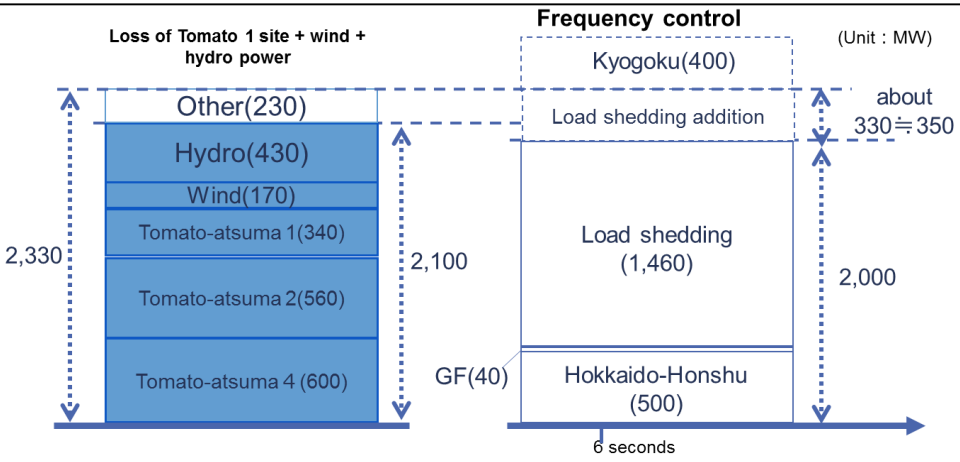 Frequency control
Loss of Tomato 1 site + wind +
hydro power
(Unit : MW)
Kyogoku(400)
Other(230)
Load shedding addition
about
330≒350
Hydro(430)
Wind(170)
Tomato-atsuma 1(340)
Load shedding
(1,460)
2,330
2,100
2,000
Tomato-atsuma 2(560)
Tomato-atsuma 4 (600)
GF(40)
Hokkaido-Honshu
(500)
6 seconds